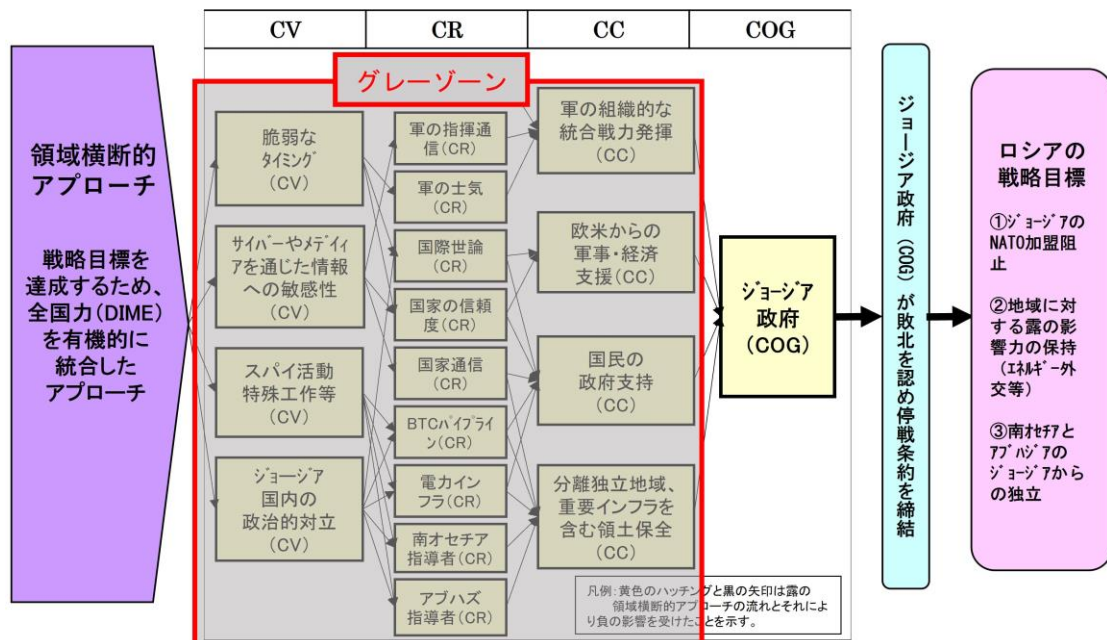 CV
CR
CC
COG
グレーゾーン
領域横断的
アプローチ
戦略目標を
達成するため、
全国力(DIME)
を有機的に
統合した
アプローチ
脆弱な
タイミング
(CV)
サイバーやメディ
アを通じた情報
への敏感性
(CV)
スパイ活動
特殊工作等
(CV)
ジョージア
国内の
政治的対立
(CV)
軍の指揮通
信(CR)
軍の士気
(CR)
国際世論
(CR)
国家の信頼
度(CR)
国家通信
(CR)
BTCパイプラ
イン(CR)
電力イン
フラ(CR)
南オセチア
指導者(CR)
アブハズ
指導者(CR)
軍の組織的な
統合戦力発揮
(CC)
欧米からの
軍事・経済
支援(CC)
国民の
政府支持
(CC)
分離独立地域、
重要インフラを
含む領土保全
(CC)
凡例:黄色のハッチングと黒の矢印は露の
領域横断的アプローチの流れとそれによ
り負の影響を受けたことを示す。
ジョージア
政府
(COG)
ジョージア政府(COG)が敗北を認め停戦条約を締結
ロシアの
戦略目標
①ジョージアの
NATO加盟阻
止
②地域に対
する露の影
響力の保持
(エネルギー外
交等)
③南オセチアと
アブハジアの
ジョージアから
の独立